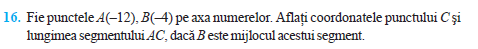 16. Fie punctele A(–12), B(–4) pe axa numerelor. Aflați coordonatele punctului C și
lungimea segmentului AC, dacă B este mijlocul acestui segment.